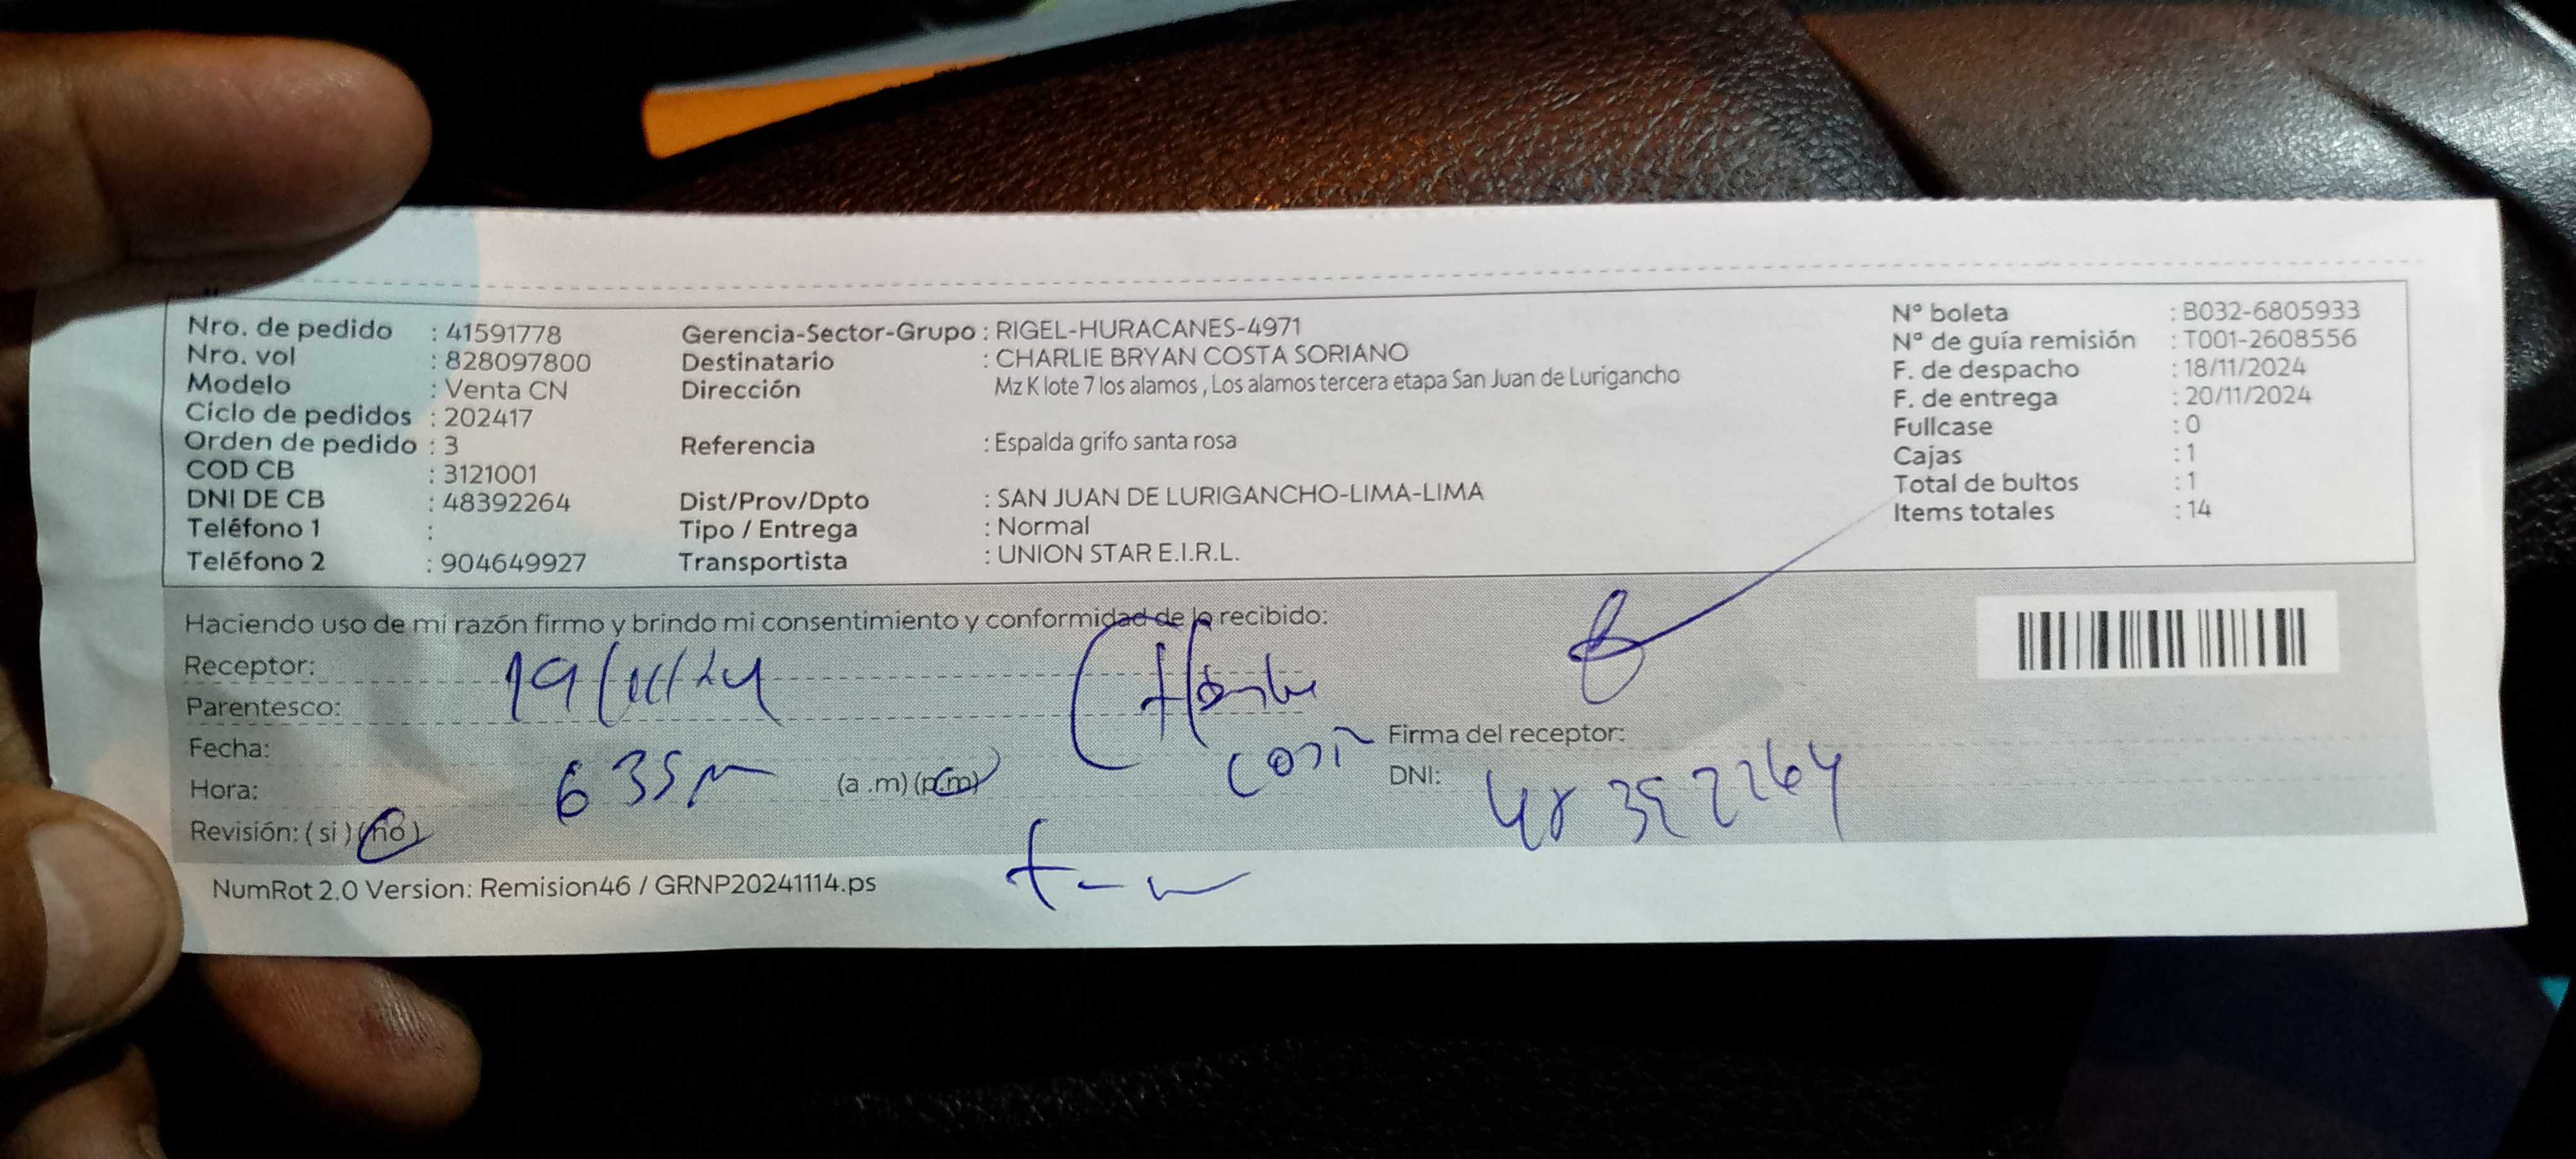 Nro. de pedido : 41591778
Nro. vol : 828097800
Modelo : Venta CN
Ciclo de pedidos : 202417
Orden de pedido : 3
COD CB : 3121001
DNI DE CB : 48392264
Teléfono 1 :
Teléfono 2 : 904649927
Gerencia-Sector-Grupo : RIGEL-HURACANES-4971
Destinatario : CHARLIE BRYAN COSTA SORIANO
Dirección Mz K lote 7 los alamos , Los alamos tercera etapa San Juan de Lurigancho
Referencia : Espalda grifo santa rosa
Dist/Prov/Dpto : SAN JUAN DE LURIGANCHO-LIMA-LIMA
Tipo / Entrega : Normal
Transportista : UNION STAR E.I.R.L.
N° boleta : B032-6805933
N° de guía remisión : T001-2608556
F. de despacho : 18/11/2024
F. de entrega : 20/11/2024
Fullcase : 0
Cajas : 1
Total de bultos : 1
Items totales : 14
Haciendo uso de mi razón firmo y brindo mi consentimiento y conformidad de lo recibido:
Receptor: 19/11/24
Parentesco:
Fecha:
Hora: 6 35 pm (a .m) (p.m)
Revisión: ( si ) ( no )
Firma del receptor:
DNI: 48392264
NumRot 2.0 Version: Remision46 / GRNP20241114.ps